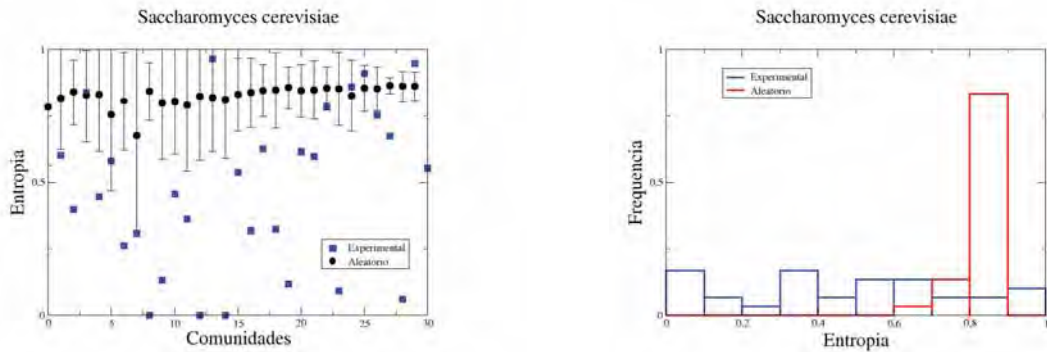 Saccharomyces cerevisiae
1
0.5
0
Entropia
Experimental
Aleatorio
0 5 10 15 20 25 30
Comunidades
Saccharomyces cerevisiae
1
0.5
0
Frequencia
Experimental
Aleatorio
0 0.2 0.4 0.6 0.8 1
Entropia